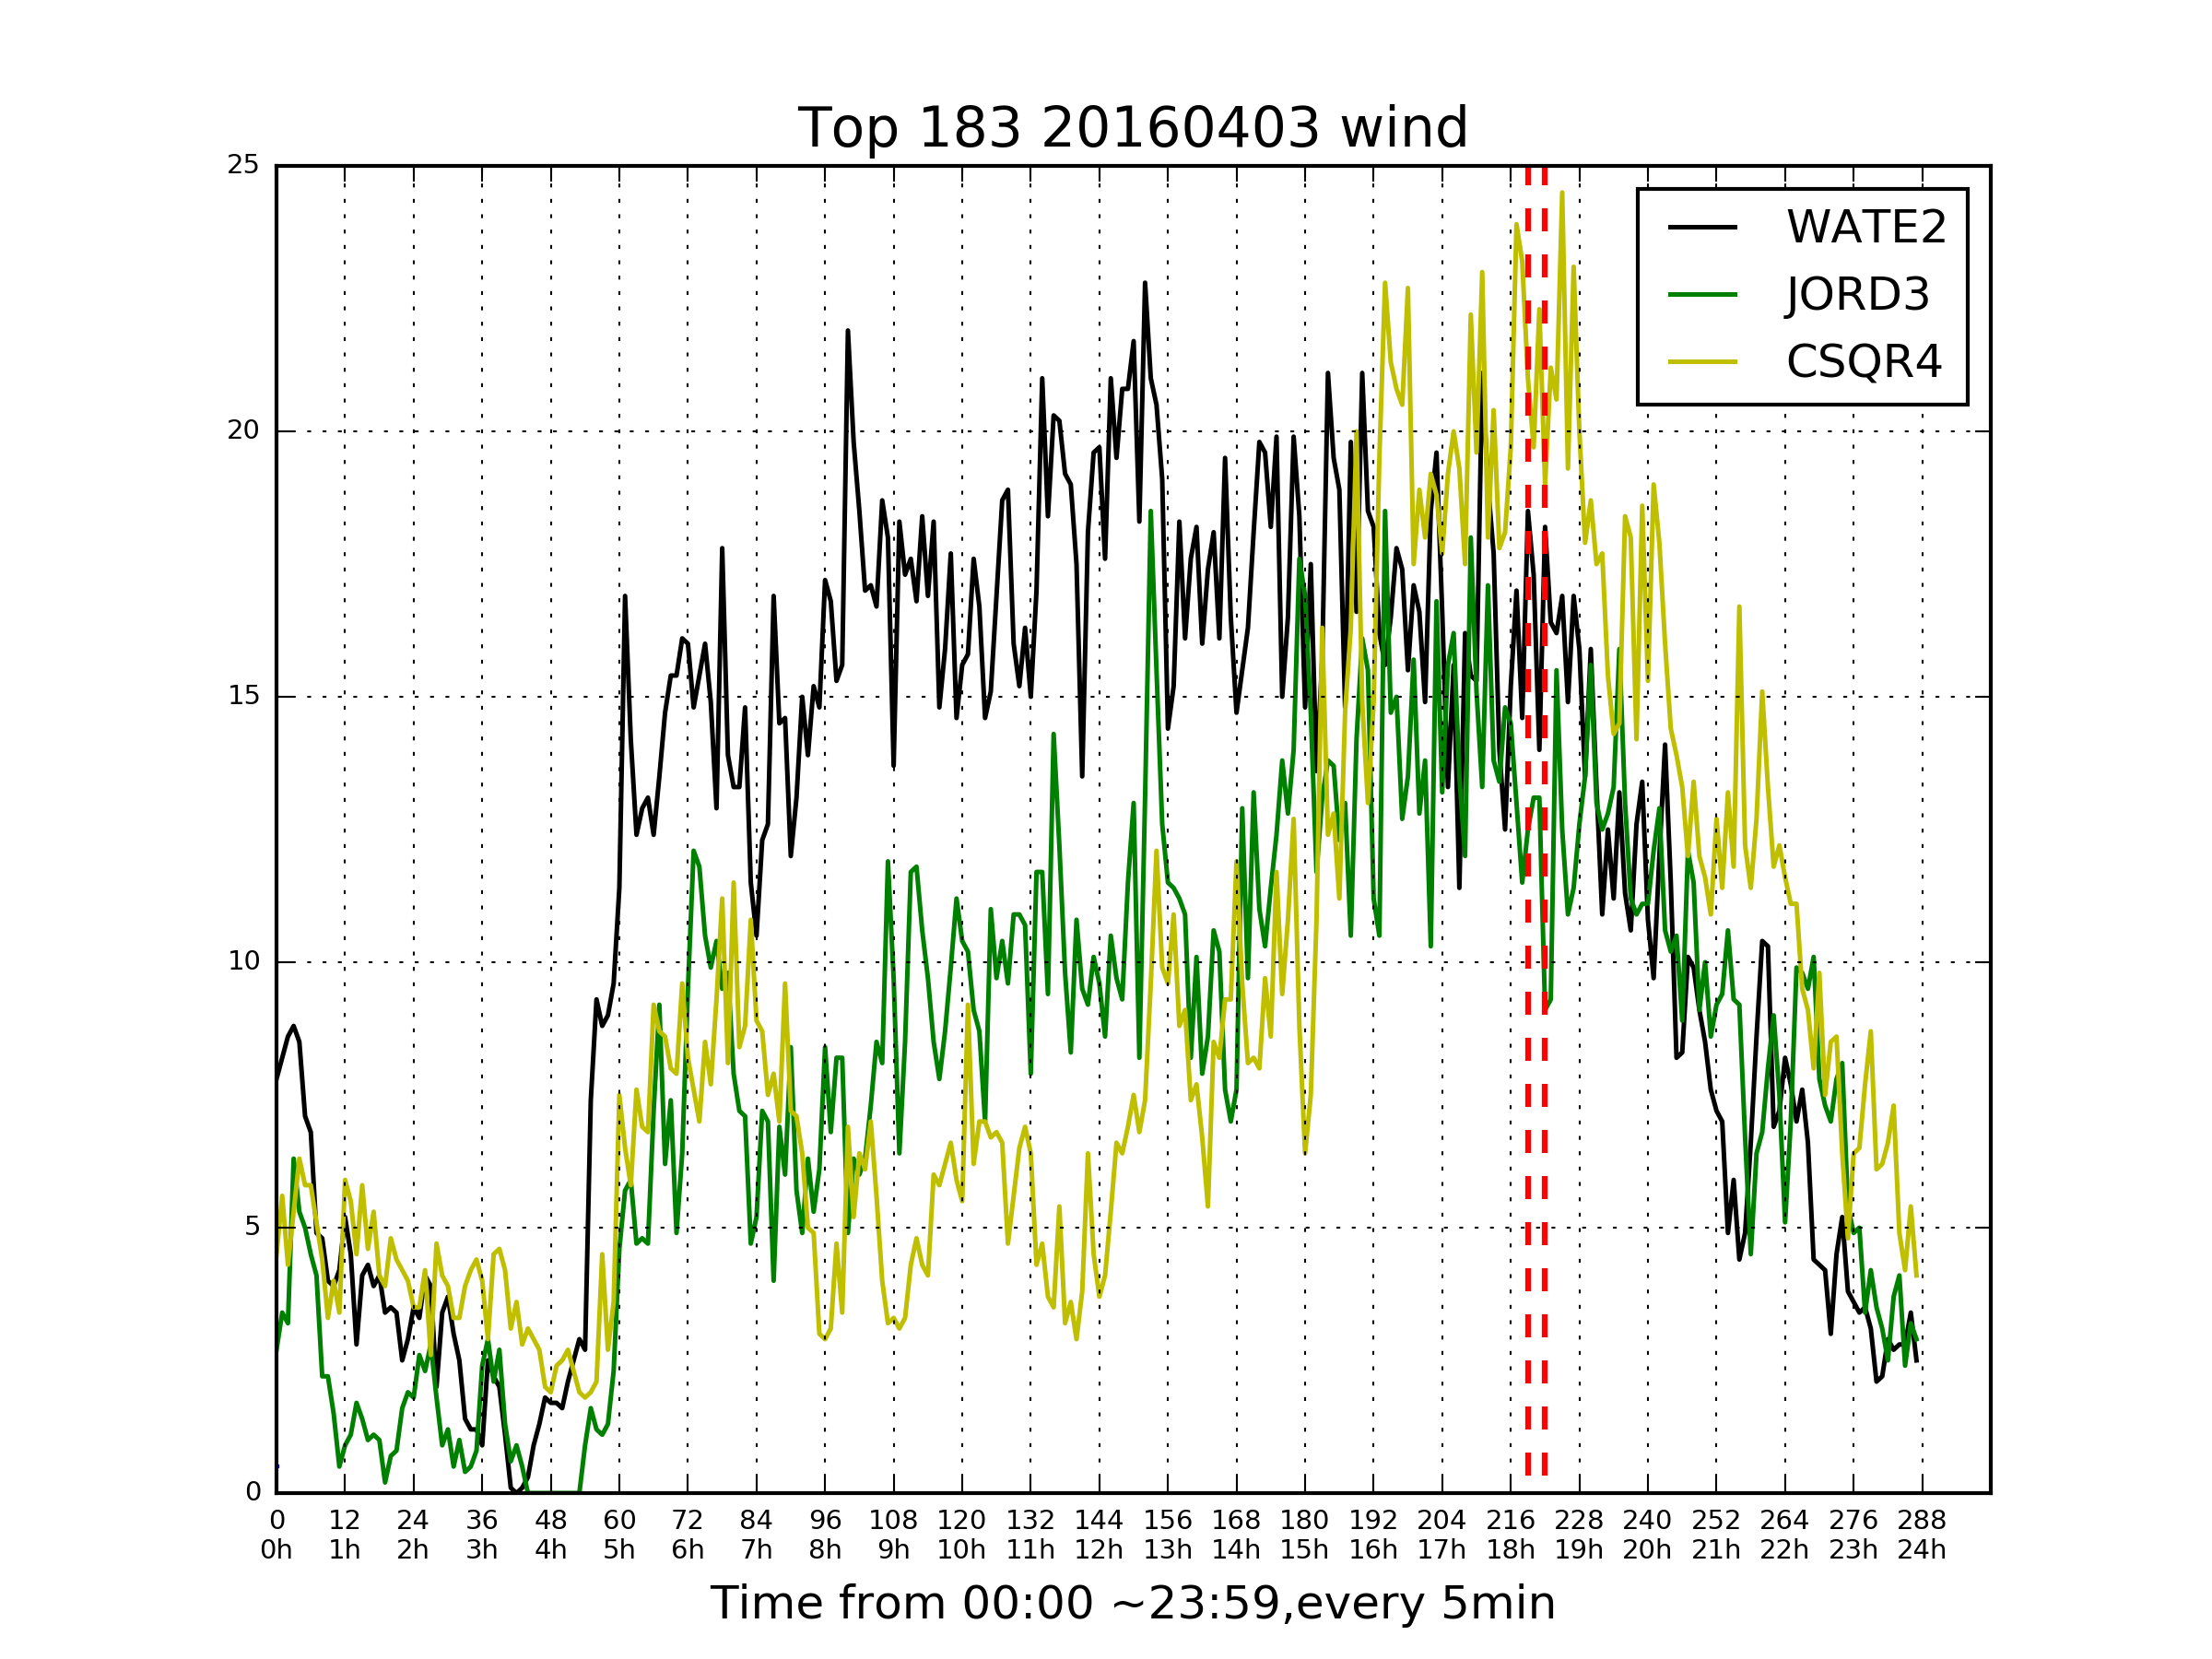 Top 183 20160403 wind
25
20
15
10
5
0
WATE2
JORD3
CSQR4
0 12 24 36 48 60 72 84 96 108 120 132 144 156 168 180 192 204 216 228 240 252 264 276 288
0h 1h 2h 3h 4h 5h 6h 7h 8h 9h 10h 11h 12h 13h 14h 15h 16h 17h 18h 19h 20h 21h 22h 23h 24h
Time from 00:00 ~23:59,every 5min